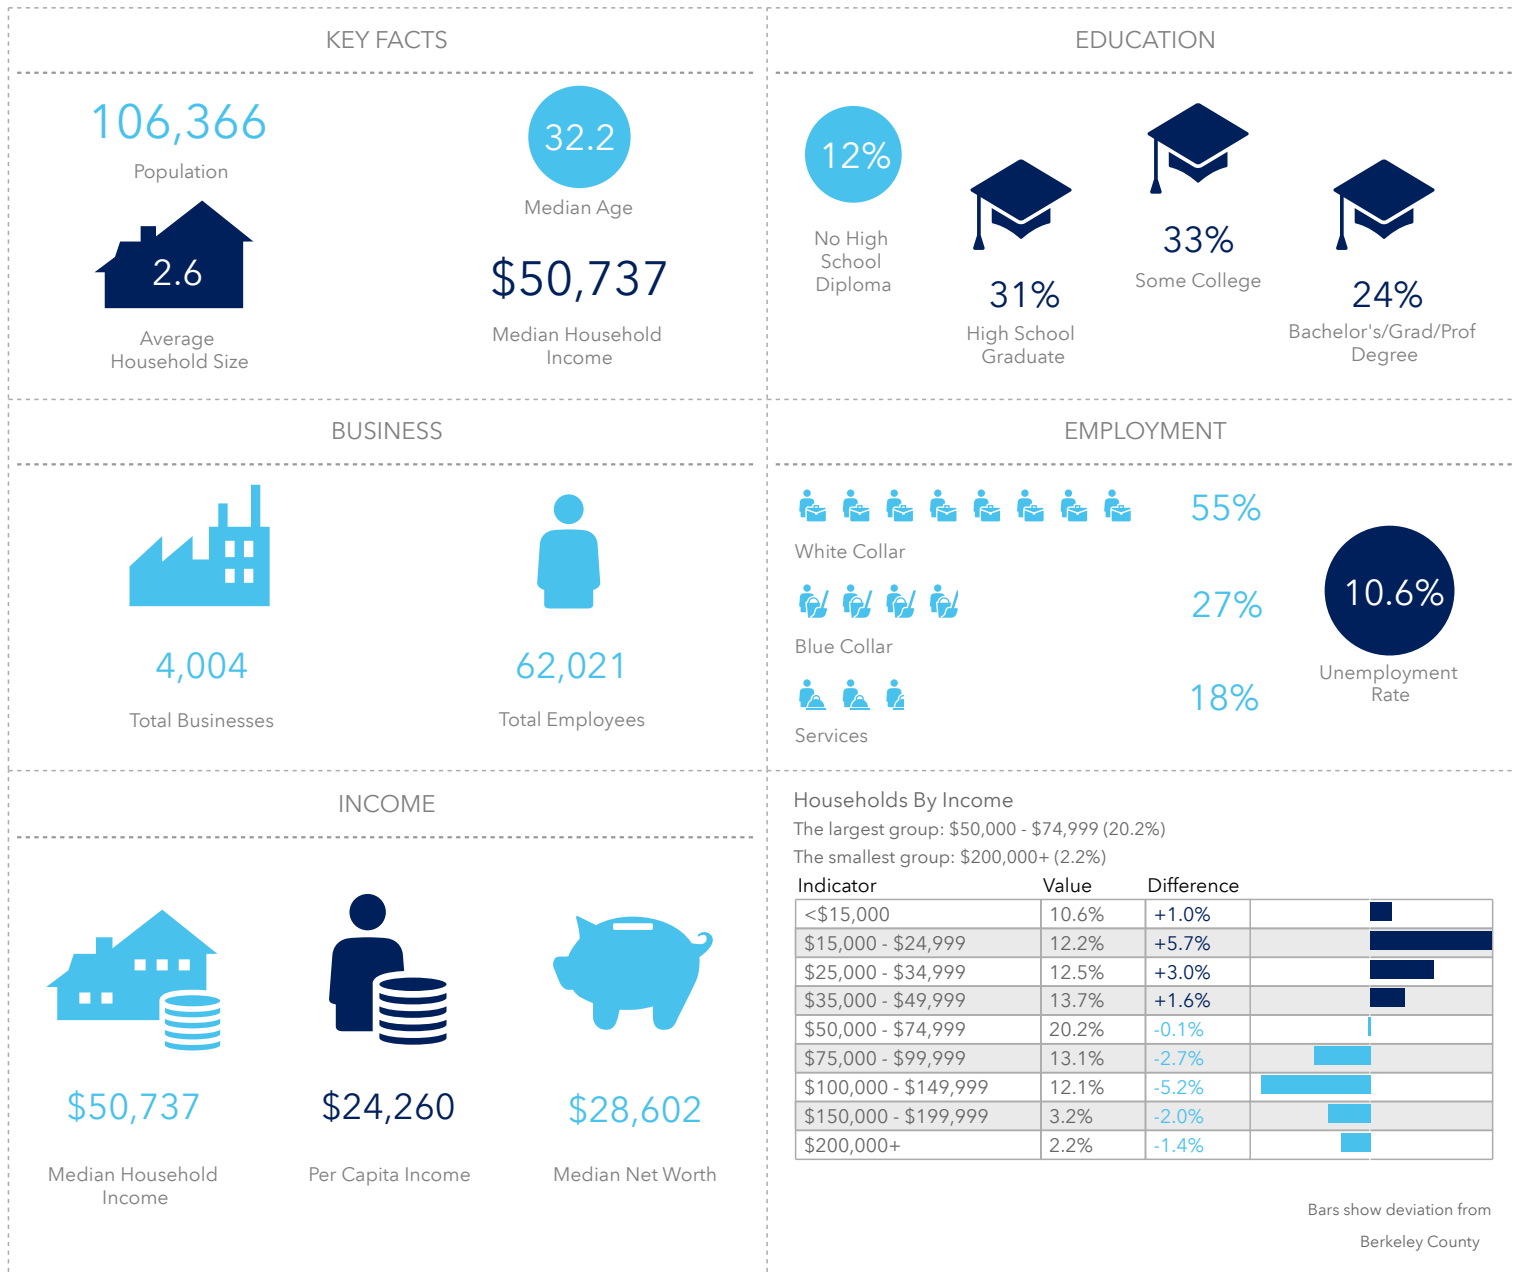 KEY FACTS
106,366
Population
32.2
Median Age
2.6
Average
Household Size
$50,737
Median Household
Income
EDUCATION
12%
No High
School
Diploma
31%
High School
Graduate
33%
Some College
24%
Bachelor's/Grad/Prof
Degree
BUSINESS
4,004
Total Businesses
62,021
Total Employees
EMPLOYMENT
55%
White Collar
27%
Blue Collar
18%
Services
10.6%
Unemployment
Rate
INCOME
$50,737
Median Household
Income
$24,260
Per Capita Income
$28,602
Median Net Worth
Households By Income
The largest group: $50,000 - $74,999 (20.2%)
The smallest group: $200,000+ (2.2%)
Indicator Value Difference
<$15,000 10.6% +1.0%
$15,000 - $24,999 12.2% +5.7%
$25,000 - $34,999 12.5% +3.0%
$35,000 - $49,999 13.7% +1.6%
$50,000 - $74,999 20.2% -0.1%
$75,000 - $99,999 13.1% -2.7%
$100,000 - $149,999 12.1% -5.2%
$150,000 - $199,999 3.2% -2.0%
$200,000+ 2.2% -1.4%
Bars show deviation from
Berkeley County